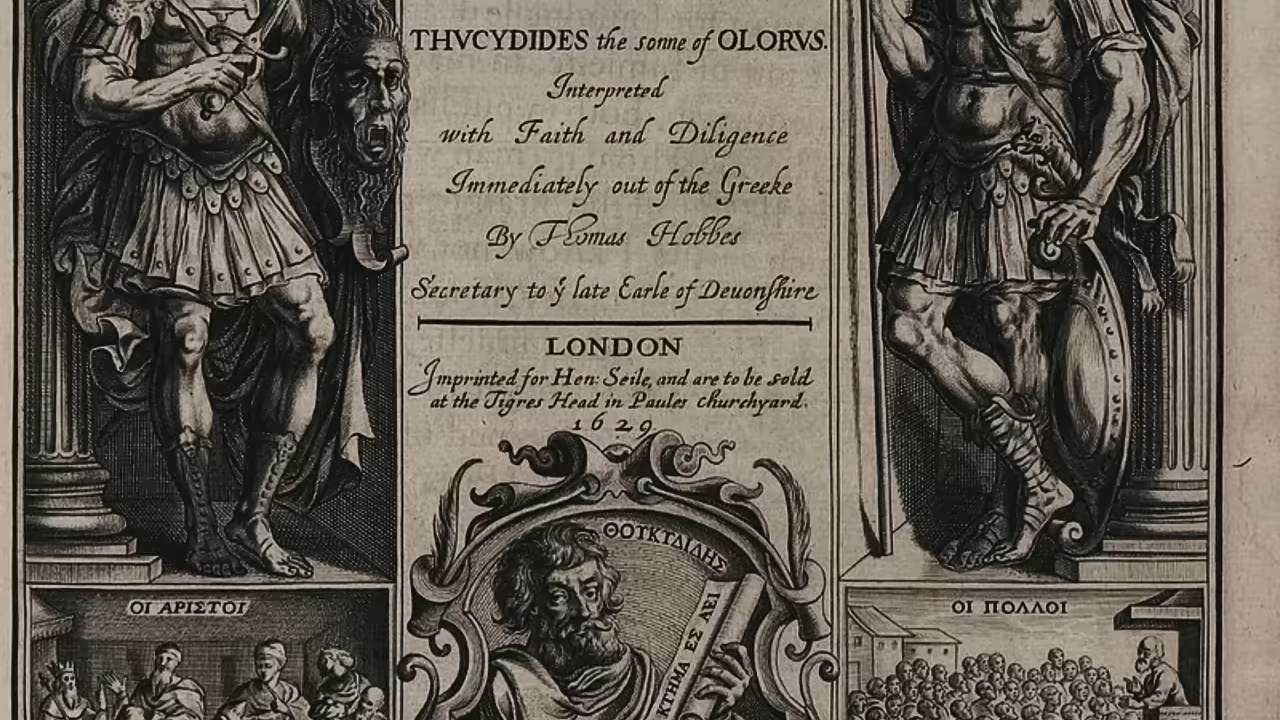 THVCYDIDES the sonne of OLORVS.
Interpreted
with Faith and Diligence
Immediately out of the Greeke
By Thomas Hobbes
Secretary to ẙ late Earle of Deuonshire
LONDON
Imprinted for Hen: Seile, and are to be sold
at the Tigres Head in Paules churchyard.
1629
ΘΟΥΚΥΔΙΔΗΣ
ΚΤΗΜΑ ΕΣ ΑΕΙ
ΟΙ ΑΡΙΣΤΟΙ
ΟΙ ΠΟΛΛΟΙ